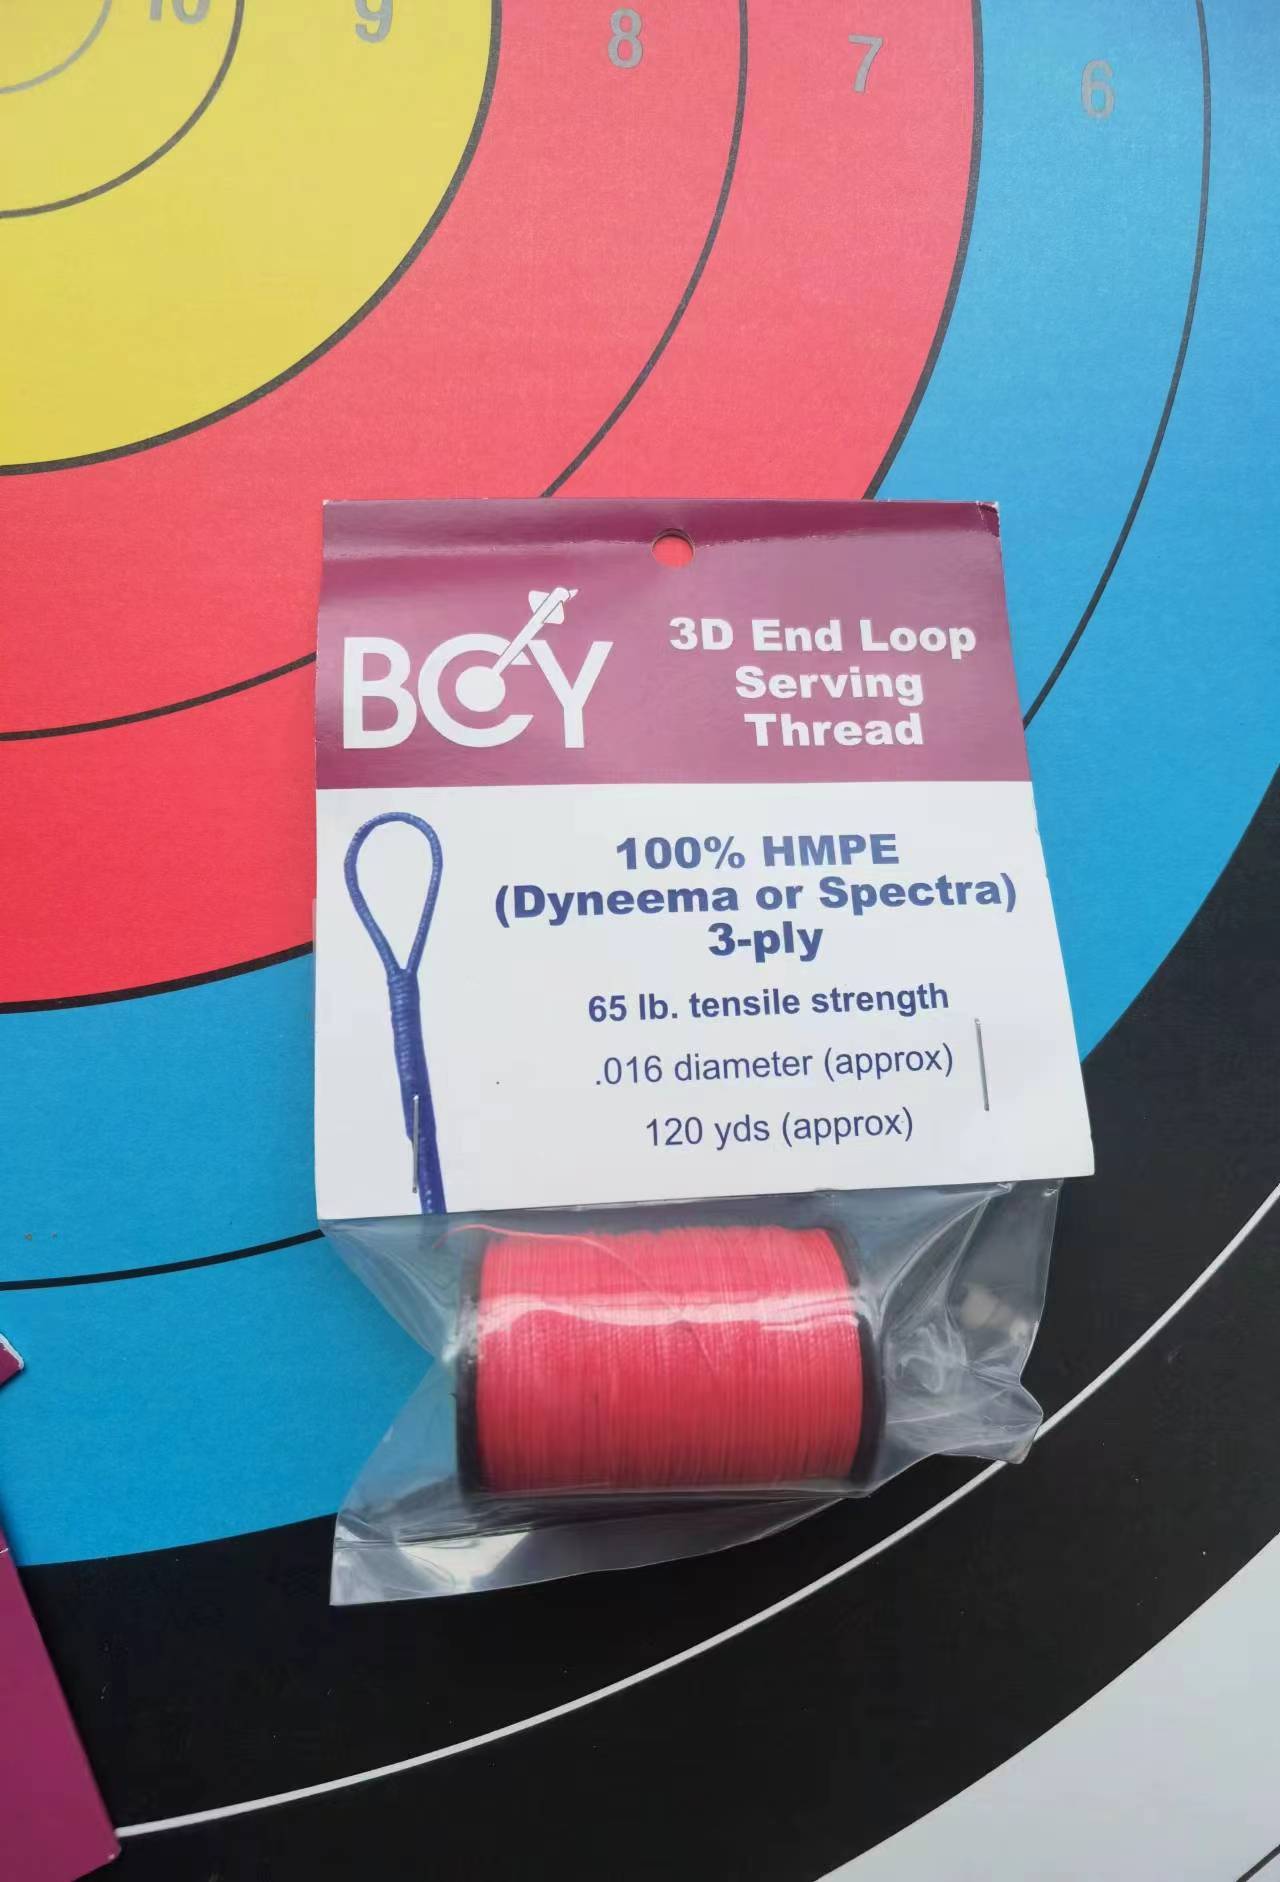 10 9 8 7 6
BCY
3D End Loop
Serving
Thread
100% HMPE
(Dyneema or Spectra)
3-ply
65 lb. tensile strength
.016 diameter (approx)
120 yds (approx)